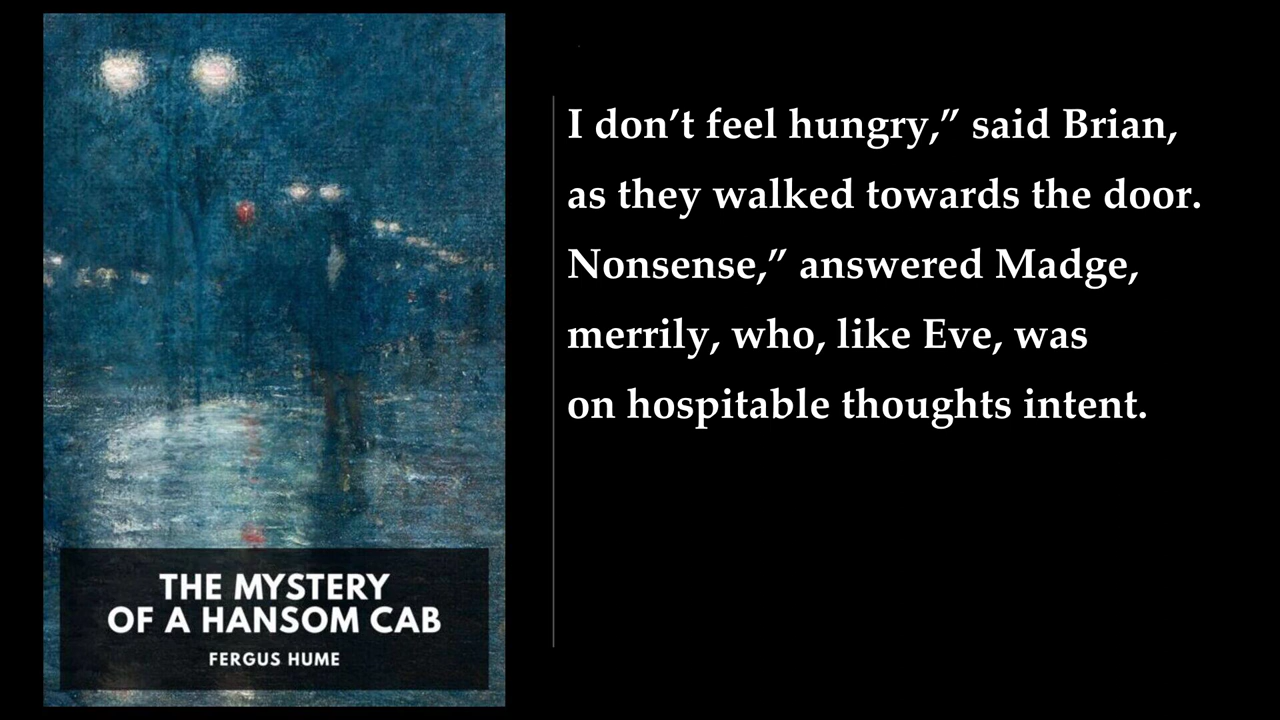 THE MYSTERY
OF A HANSOM CAB
FERGUS HUME
I don’t feel hungry,” said Brian,
as they walked towards the door.
Nonsense,” answered Madge,
merrily, who, like Eve, was
on hospitable thoughts intent.